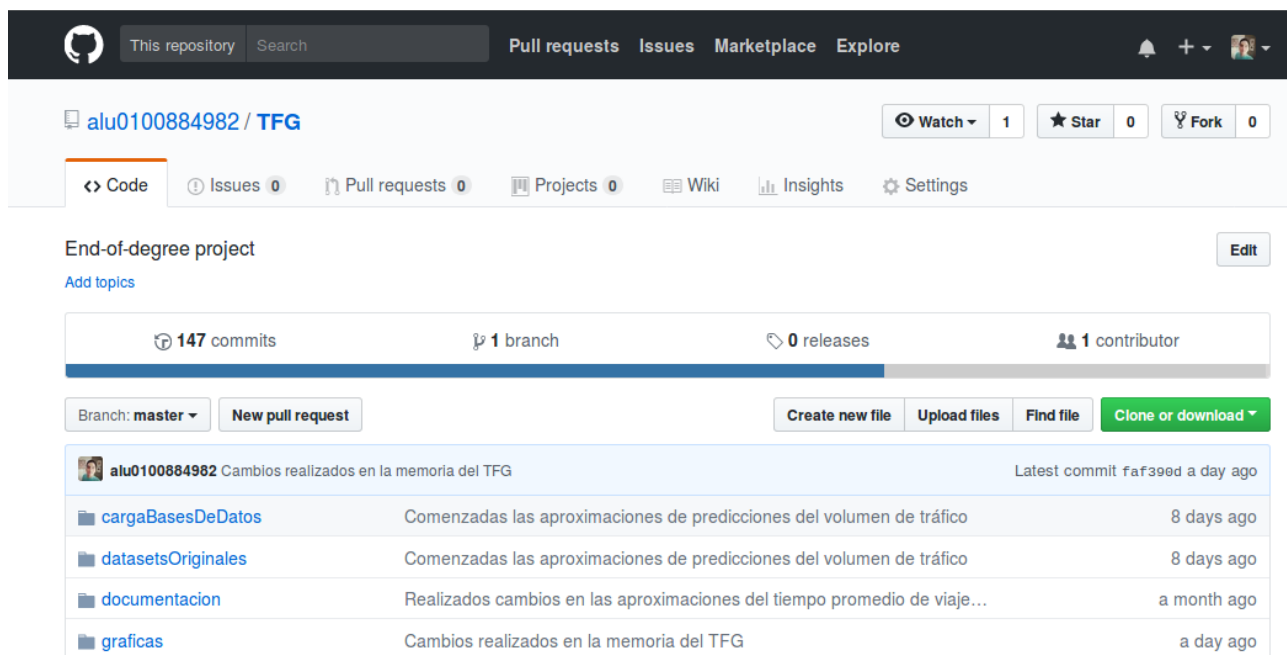 This repository Search Pull requests Issues Marketplace Explore
alu0100884982 / TFG Watch 1 Star 0 Fork 0
Code Issues 0 Pull requests 0 Projects 0 Wiki Insights Settings
End-of-degree project Edit
Add topics
147 commits 1 branch 0 releases 1 contributor
Branch: master New pull request Create new file Upload files Find file Clone or download
alu0100884982 Cambios realizados en la memoria del TFG Latest commit faf390d a day ago
cargaBasesDeDatos Comenzadas las aproximaciones de predicciones del volumen de tráfico 8 days ago
datasetsOriginales Comenzadas las aproximaciones de predicciones del volumen de tráfico 8 days ago
documentacion Realizados cambios en las aproximaciones del tiempo promedio de viaje… a month ago
graficas Cambios realizados en la memoria del TFG a day ago